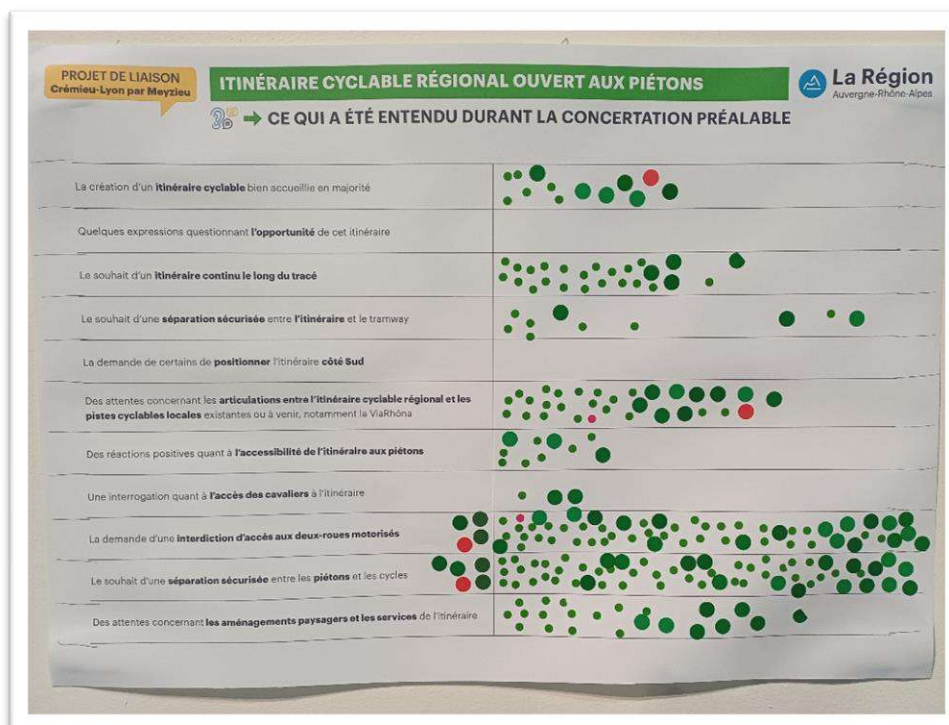 PROJET DE LIAISON
Crémieu-Lyon par Meyzieu
ITINÉRAIRE CYCLABLE RÉGIONAL OUVERT AUX PIÉTONS
La Région
Auvergne-Rhône-Alpes
CE QUI A ÉTÉ ENTENDU DURANT LA CONCERTATION PRÉALABLE
La création d'un itinéraire cyclable bien accueillie en majorité
Quelques expressions questionnant l'opportunité de cet itinéraire
Le souhait d'un itinéraire continu le long du tracé
Le souhait d'une séparation sécurisée entre l'itinéraire et le tramway
La demande de certains de positionner l'itinéraire côté Sud
Des attentes concernant les articulations entre l'itinéraire cyclable régional et les
pistes cyclables locales existantes ou à venir, notamment la ViaRhôna
Des réactions positives quant à l'accessibilité de l'itinéraire aux piétons
Une interrogation quant à l'accès des cavaliers à l'itinéraire
La demande d'une interdiction d'accès aux deux-roues motorisés
Le souhait d'une séparation sécurisée entre les piétons et les cycles
Des attentes concernant les aménagements paysagers et les services de l'itinéraire